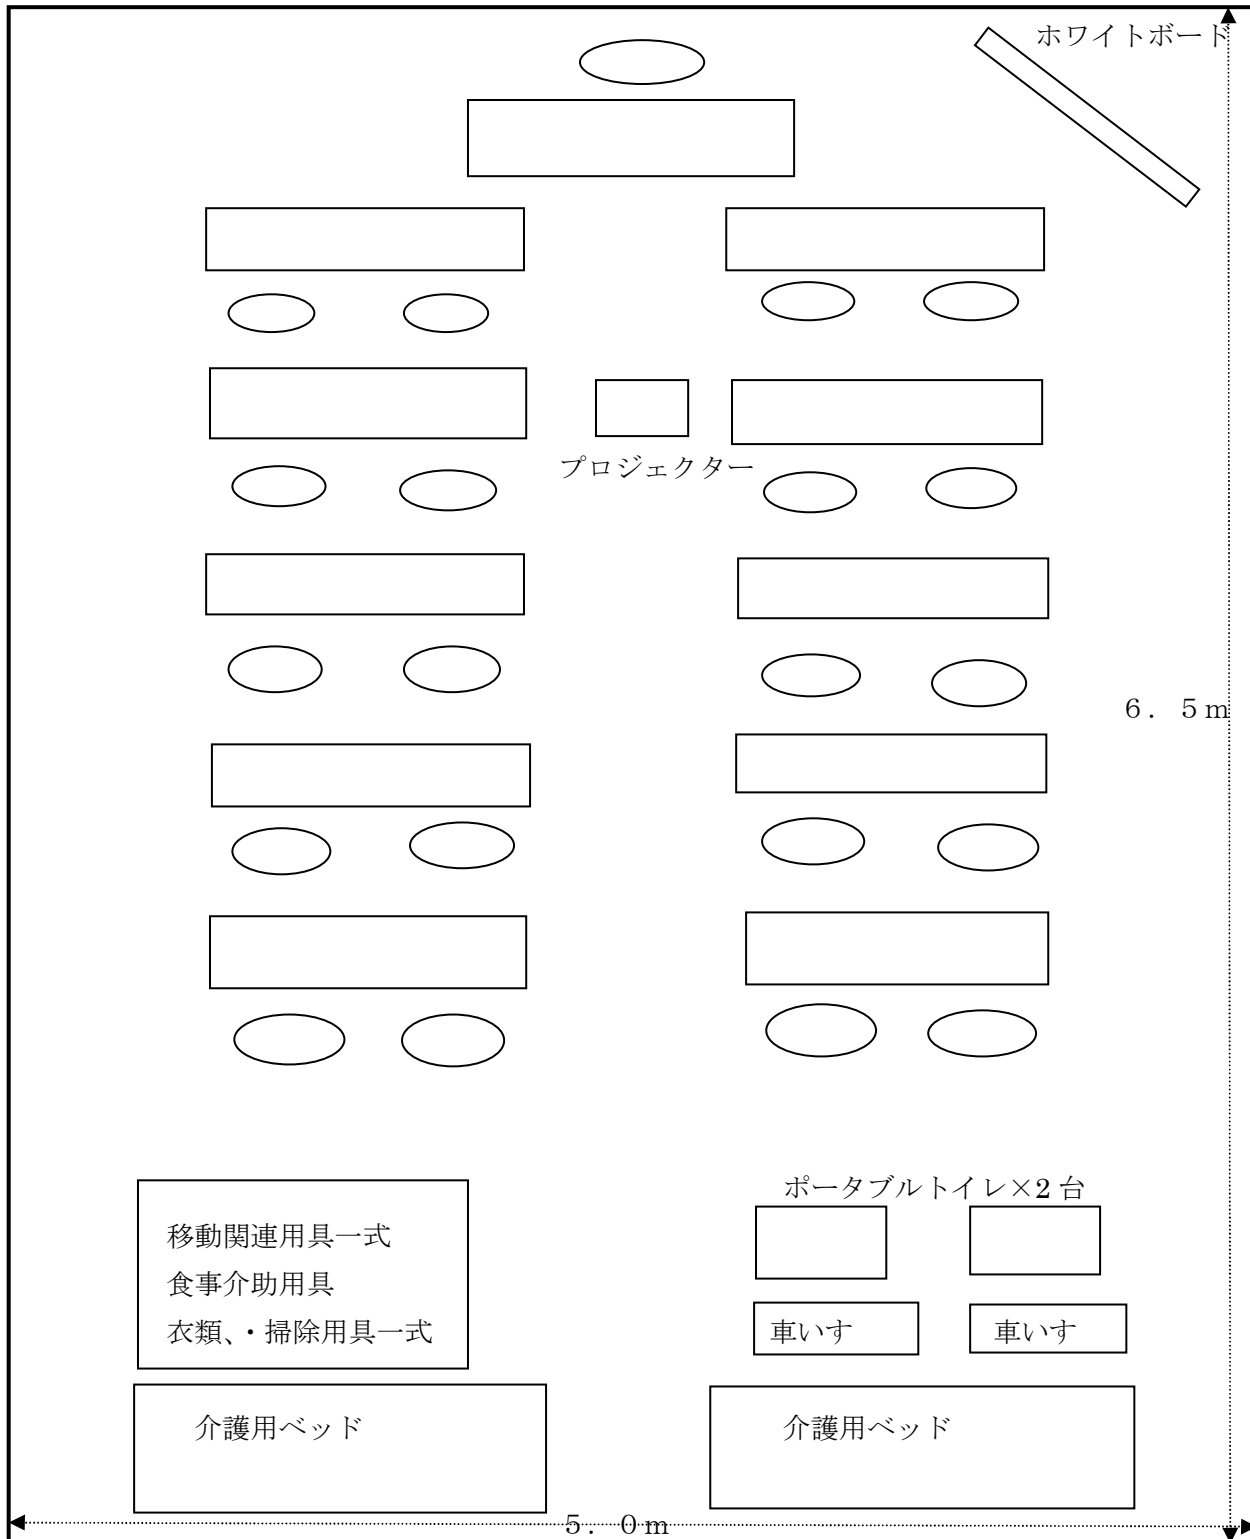 ホワイトボード
プロジェクター
６．５ｍ
ポータブルトイレ×2 台
移動関連用具一式
食事介助用具
衣類、・掃除用具一式
車いす
車いす
介護用ベッド
介護用ベッド
５．０ｍ